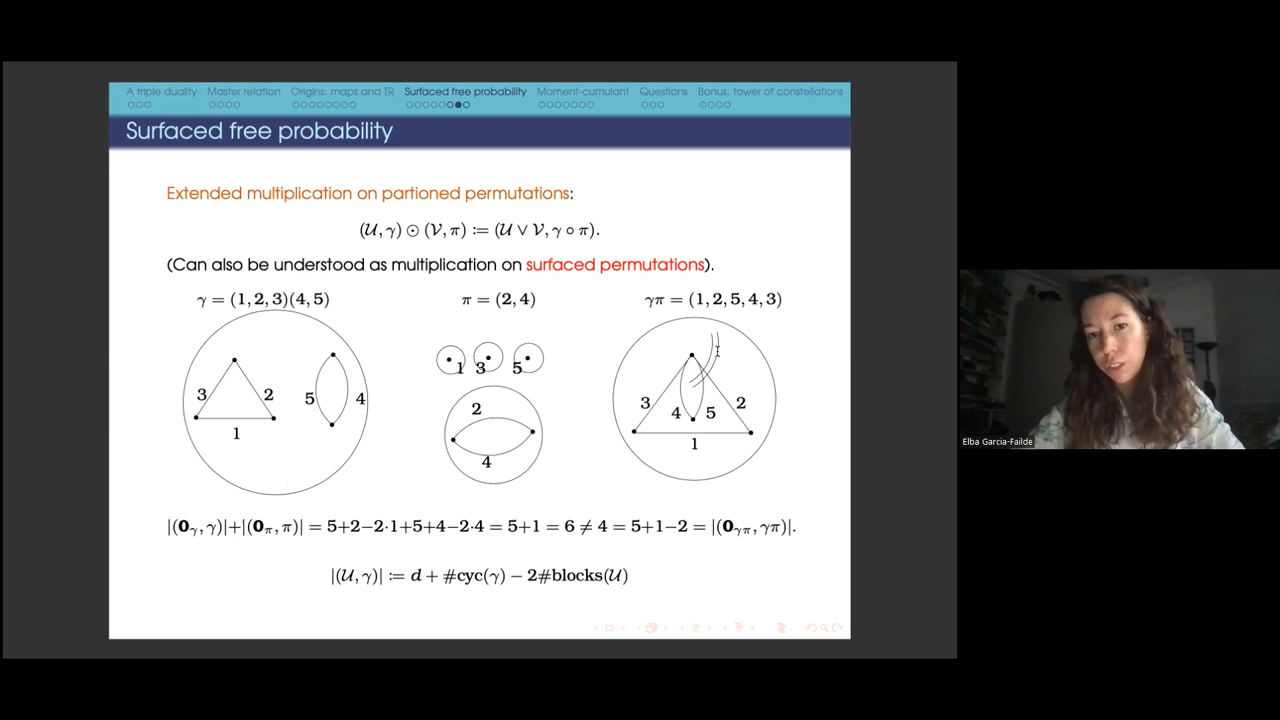 A triple duality Master relation Origins: maps and TR Surfaced free probability Moment-cumulant Questions Bonus: tower of constellations
Surfaced free probability
Extended multiplication on partioned permutations:
(𝒰, γ) ⊙ (𝒱, π) ≔ (𝒰 ∨ 𝒱, γ ∘ π).
(Can also be understood as multiplication on surfaced permutations).
γ = (1, 2, 3)(4, 5) π = (2, 4) γπ = (1, 2, 5, 4, 3)
3 2 5 4 1
1 3 5 2 4
3 4 5 2 1
|(𝟎γ, γ)|+|(𝟎π, π)| = 5+2−2·1+5+4−2·4 = 5+1 = 6 ≠ 4 = 5+1−2 = |(𝟎γπ, γπ)|.
|(𝒰, γ)| ≔ d + #cyc(γ) − 2#blocks(𝒰)
Elba Garcia-Failde